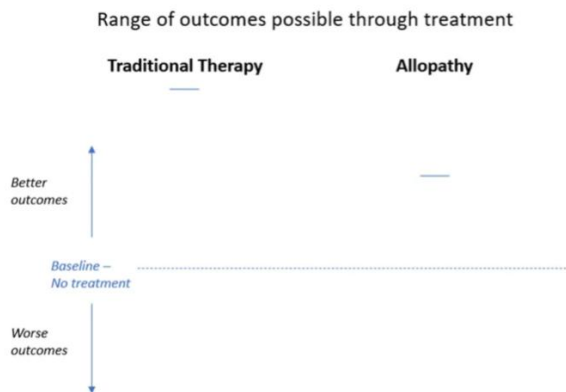 Range of outcomes possible through treatment
Traditional Therapy
Allopathy
Better
outcomes
Baseline –
No treatment
Worse
outcomes